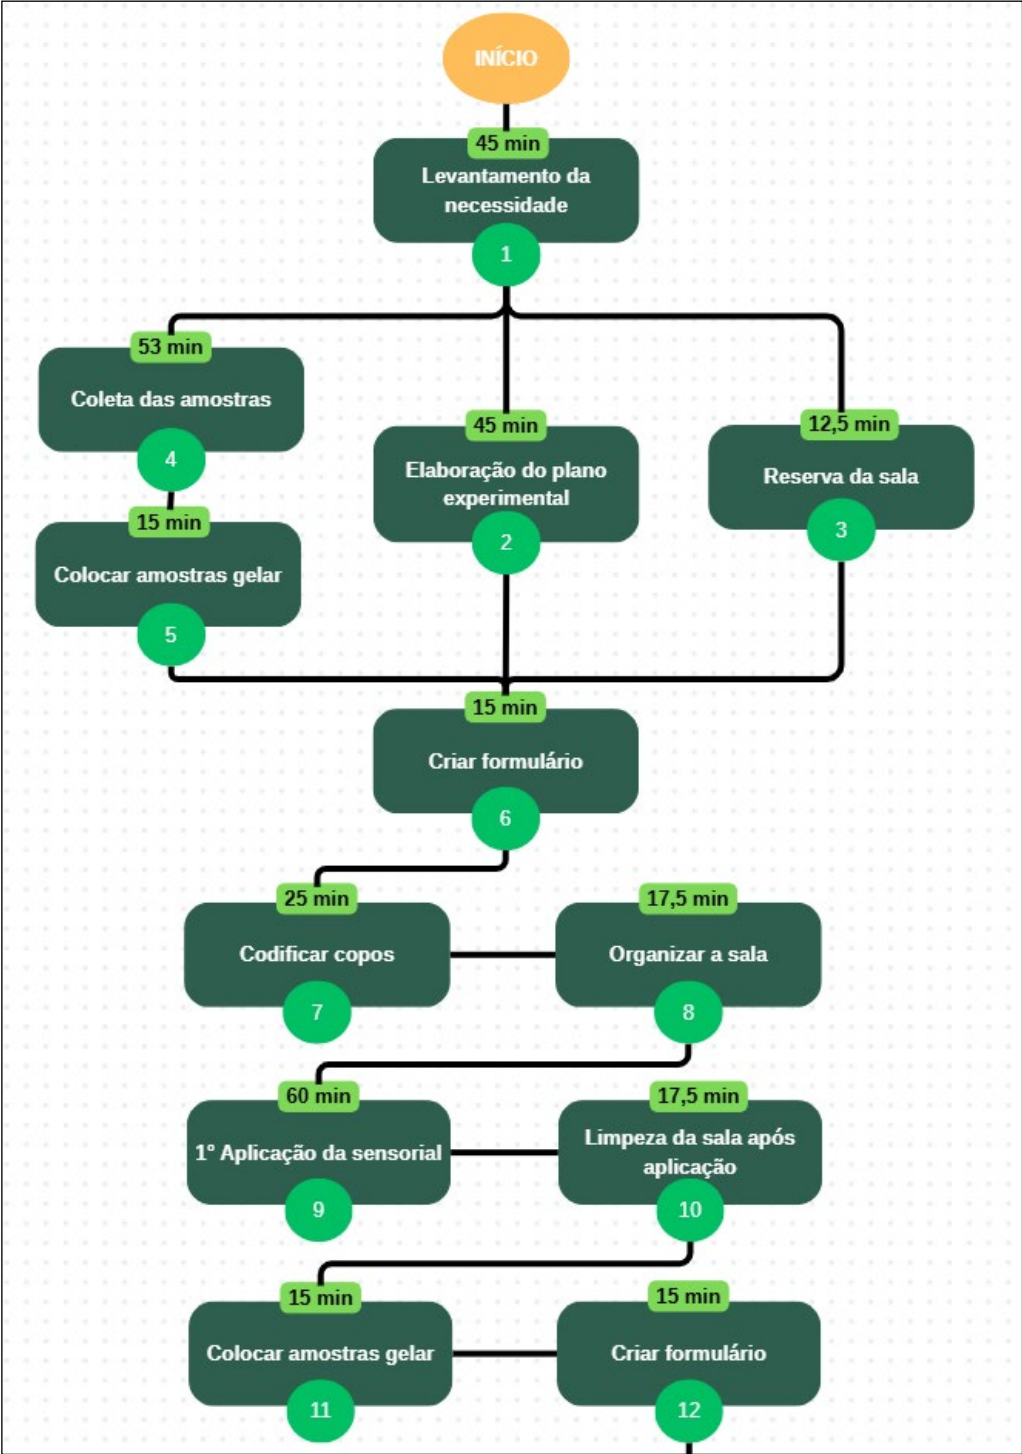 INÍCIO
45 min
Levantamento da
necessidade
1
53 min
Coleta das amostras
4
15 min
Colocar amostras gelar
5
45 min
Elaboração do plano
experimental
2
12,5 min
Reserva da sala
3
15 min
Criar formulário
6
25 min
Codificar copos
7
17,5 min
Organizar a sala
8
60 min
1º Aplicação da sensorial
9
17,5 min
Limpeza da sala após
aplicação
10
15 min
Colocar amostras gelar
11
15 min
Criar formulário
12